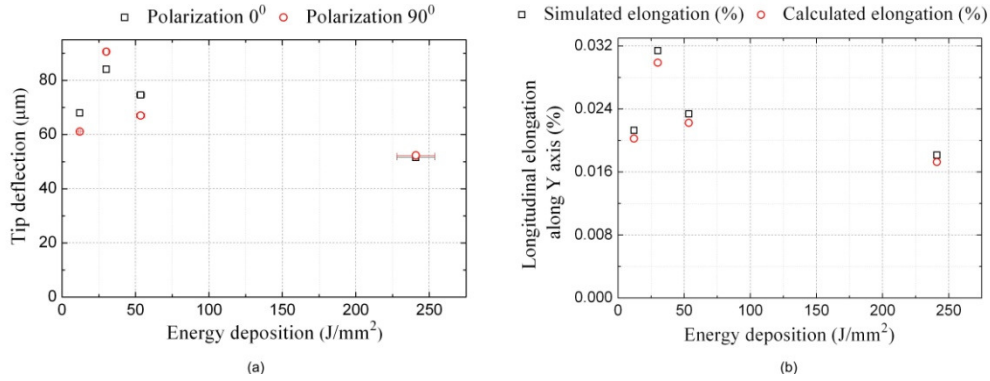 Polarization 0⁰ Polarization 90⁰
Tip deflection (μm)
80
60
40
20
0
0 50 100 150 200 250
Energy deposition (J/mm²)
(a)
Simulated elongation (%) Calculated elongation (%)
Longitudinal elongation
along Y axis (%)
0.032
0.024
0.016
0.008
0.000
0 50 100 150 200 250
Energy deposition (J/mm²)
(b)